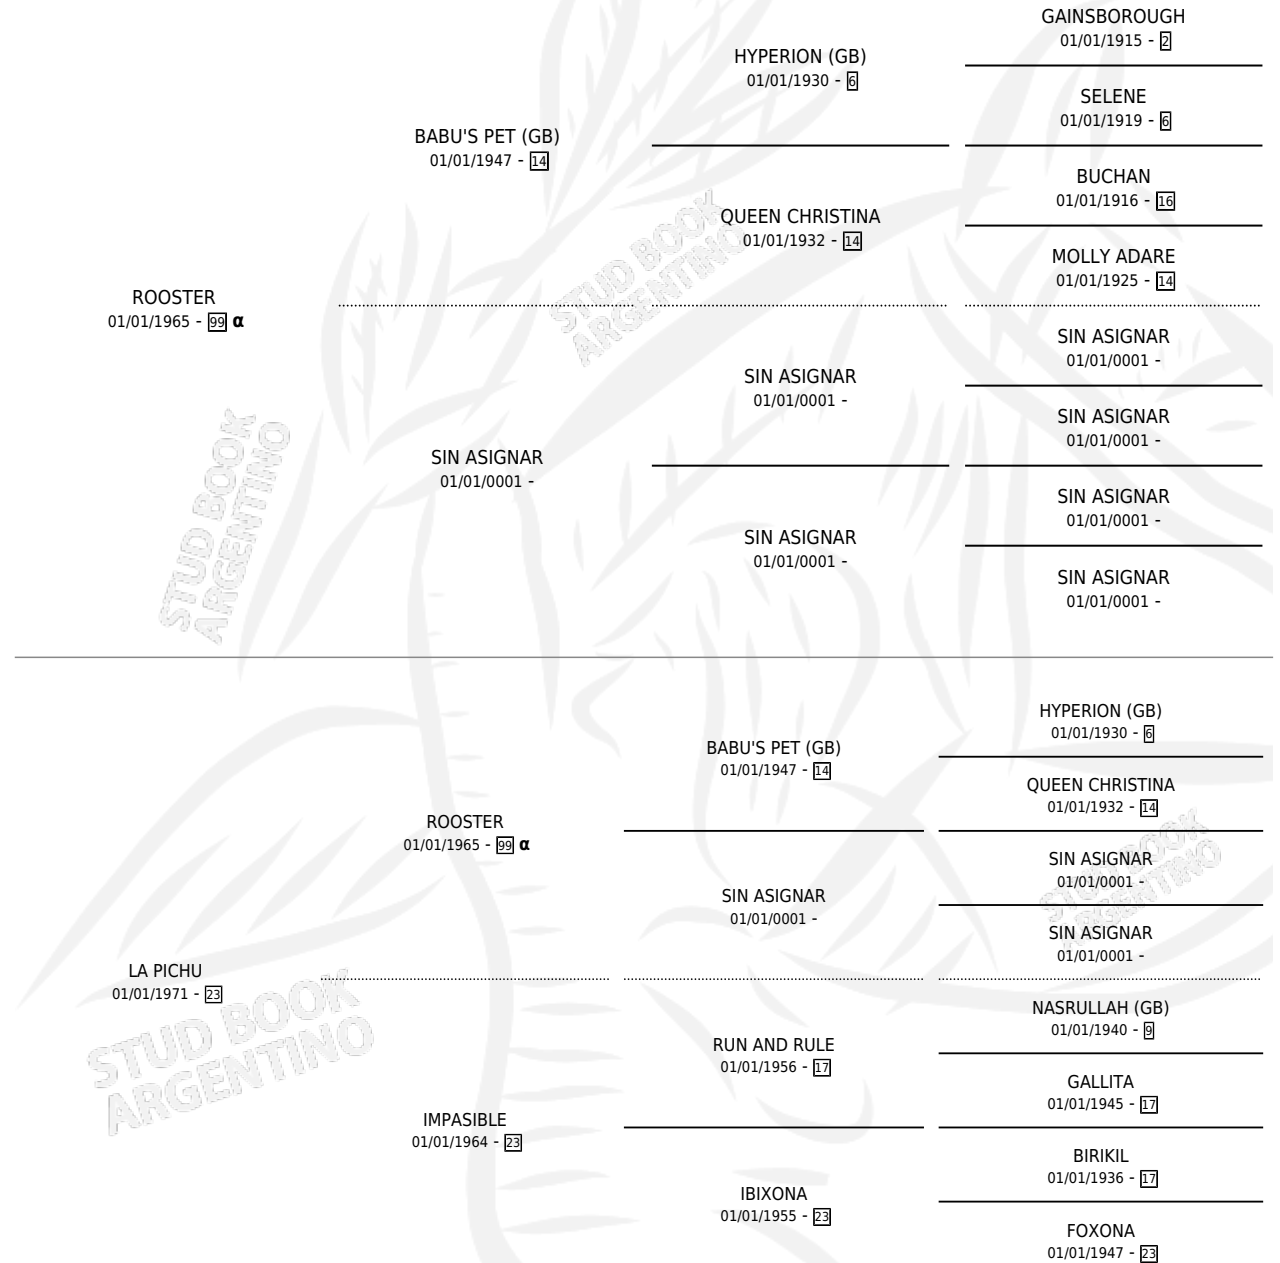 GAINSBOROUGH
01/01/1915 - 2
HYPERION (GB)
01/01/1930 - 6
SELENE
01/01/1919 - 6
BABU'S PET (GB)
01/01/1947 - 14
BUCHAN
01/01/1916 - 16
QUEEN CHRISTINA
01/01/1932 - 14
MOLLY ADARE
01/01/1925 - 14
ROOSTER
01/01/1965 - 99 α
SIN ASIGNAR
01/01/0001 -
SIN ASIGNAR
01/01/0001 -
SIN ASIGNAR
01/01/0001 -
SIN ASIGNAR
01/01/0001 -
SIN ASIGNAR
01/01/0001 -
SIN ASIGNAR
01/01/0001 -
SIN ASIGNAR
01/01/0001 -
STUD BOOK
ARGENTINO
STUD BOOK
ARGENTINO
HYPERION (GB)
01/01/1930 - 6
BABU'S PET (GB)
01/01/1947 - 14
QUEEN CHRISTINA
01/01/1932 - 14
ROOSTER
01/01/1965 - 99 α
SIN ASIGNAR
01/01/0001 -
SIN ASIGNAR
01/01/0001 -
SIN ASIGNAR
01/01/0001 -
LA PICHU
01/01/1971 - 23
NASRULLAH (GB)
01/01/1940 - 9
RUN AND RULE
01/01/1956 - 17
GALLITA
01/01/1945 - 17
IMPASIBLE
01/01/1964 - 23
BIRIKIL
01/01/1936 - 17
IBIXONA
01/01/1955 - 23
FOXONA
01/01/1947 - 23
STUD BOOK
ARGENTINO
STUD BOOK
ARGENTINO